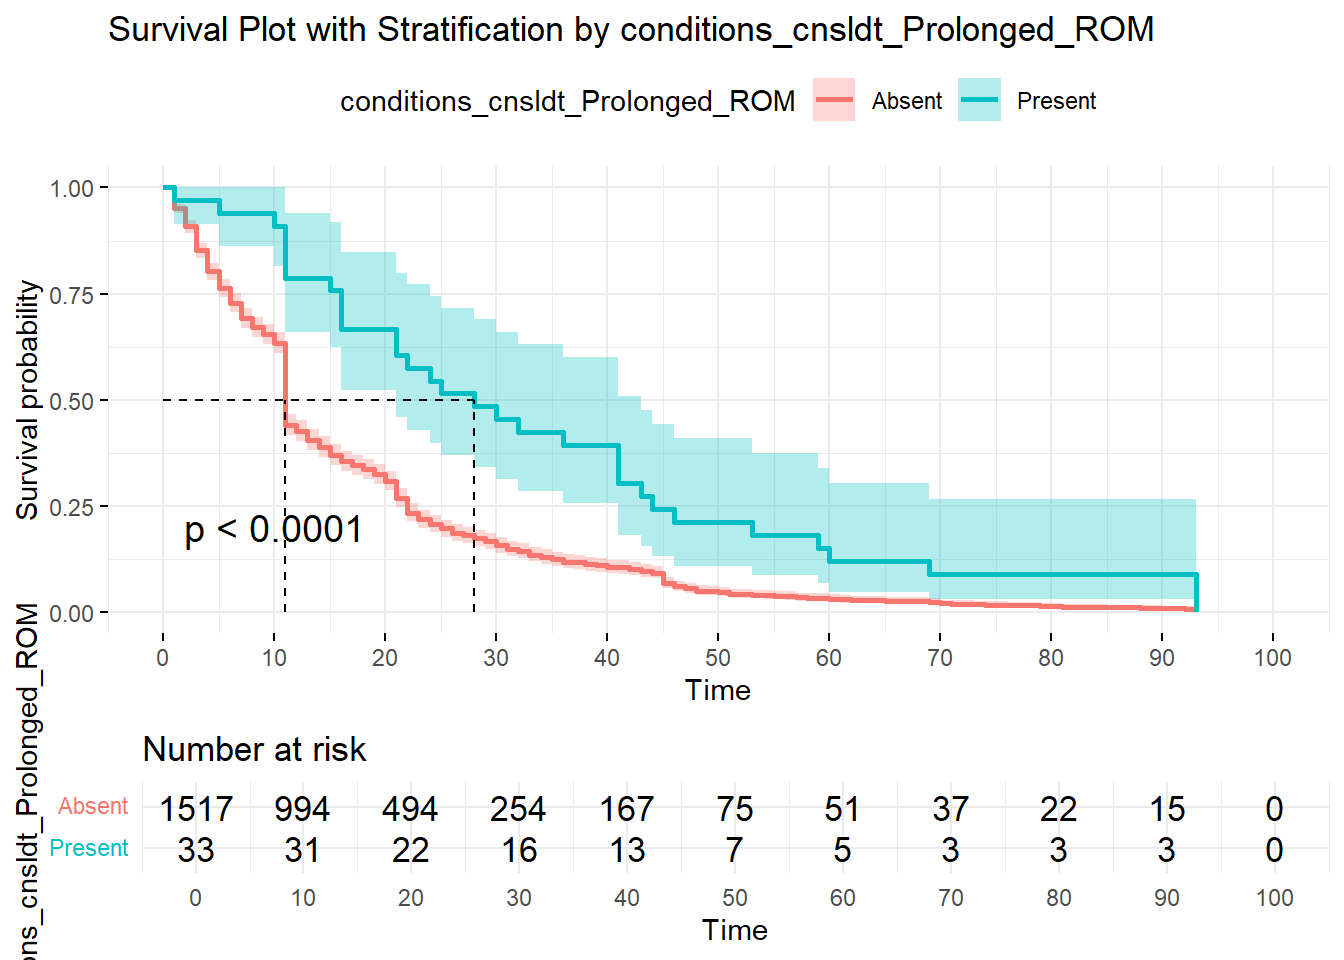 Survival Plot with Stratification by conditions_cnsldt_Prolonged_ROM
conditions_cnsldt_Prolonged_ROM Absent Present
Survival probability
1.00
0.75
0.50
0.25
0.00
p < 0.0001
0 10 20 30 40 50 60 70 80 90 100
Time
Number at risk
ons_cnsldt_Prolonged_ROM
Absent 1517 994 494 254 167 75 51 37 22 15 0
Present 33 31 22 16 13 7 5 3 3 3 0
0 10 20 30 40 50 60 70 80 90 100
Time